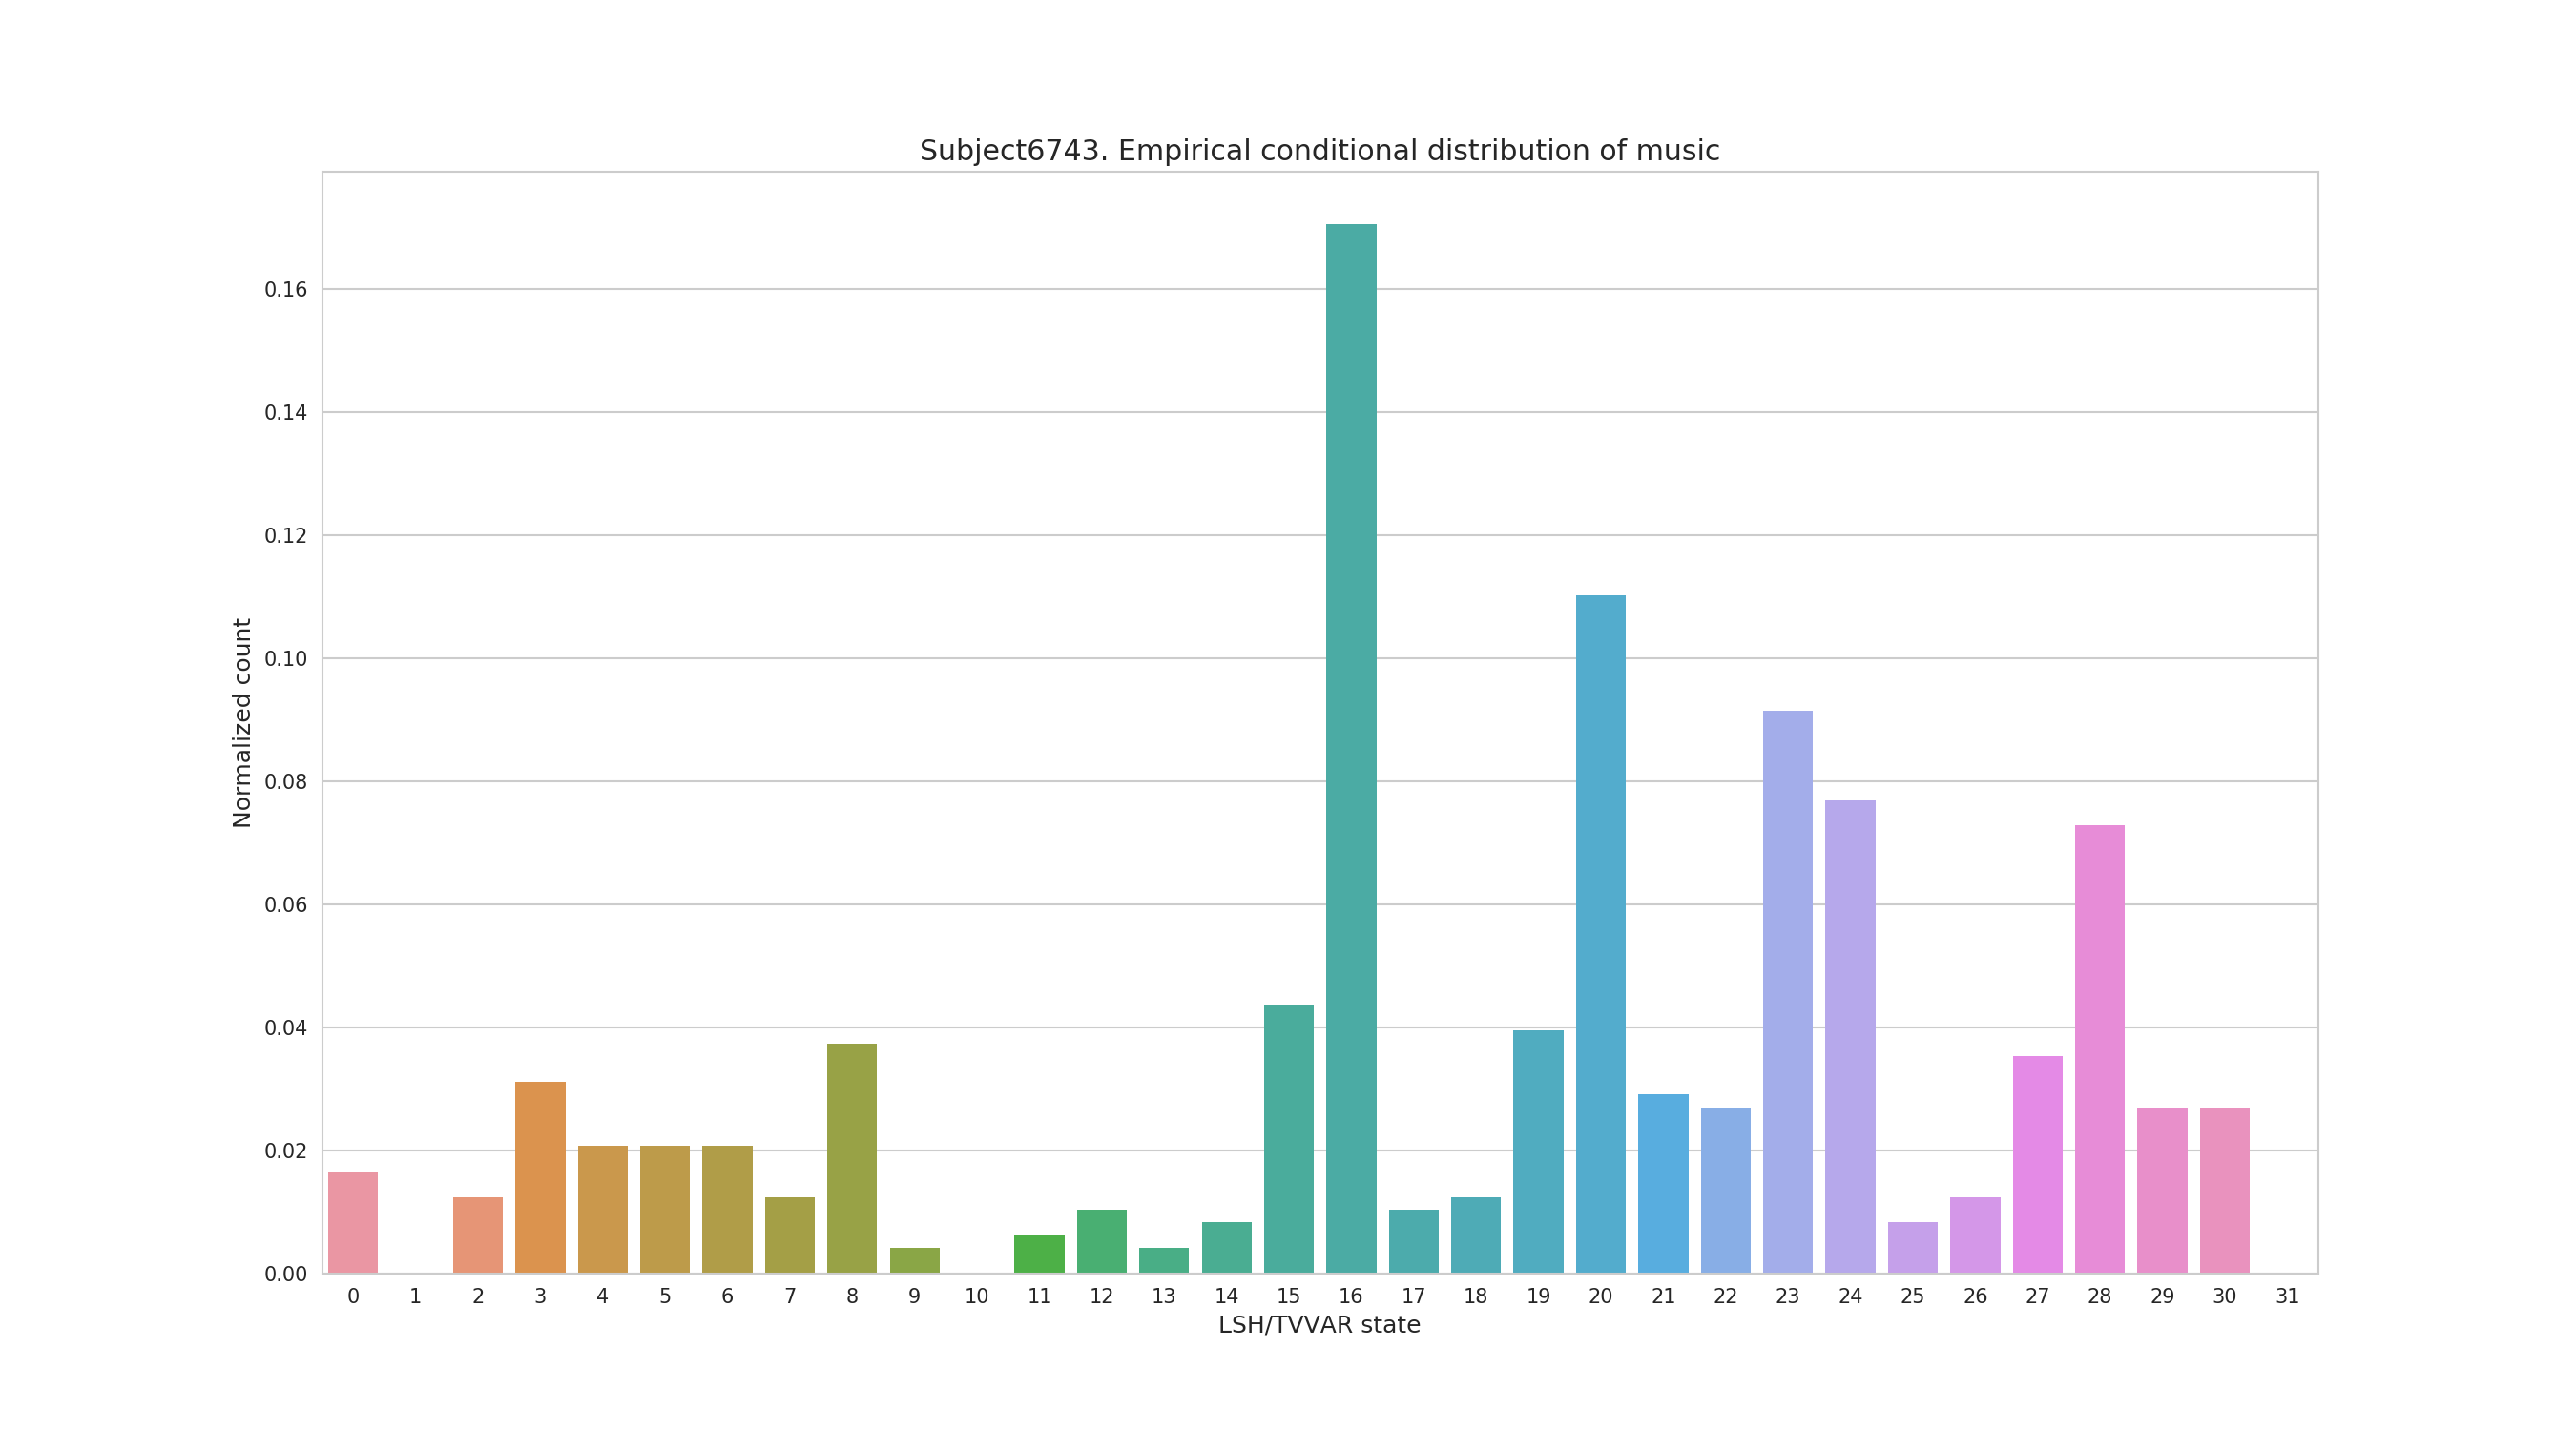 Subject6743. Empirical conditional distribution of music
Normalized count
0.16
0.14
0.12
0.10
0.08
0.06
0.04
0.02
0.00
0 1 2 3 4 5 6 7 8 9 10 11 12 13 14 15 16 17 18 19 20 21 22 23 24 25 26 27 28 29 30 31
LSH/TVVAR state